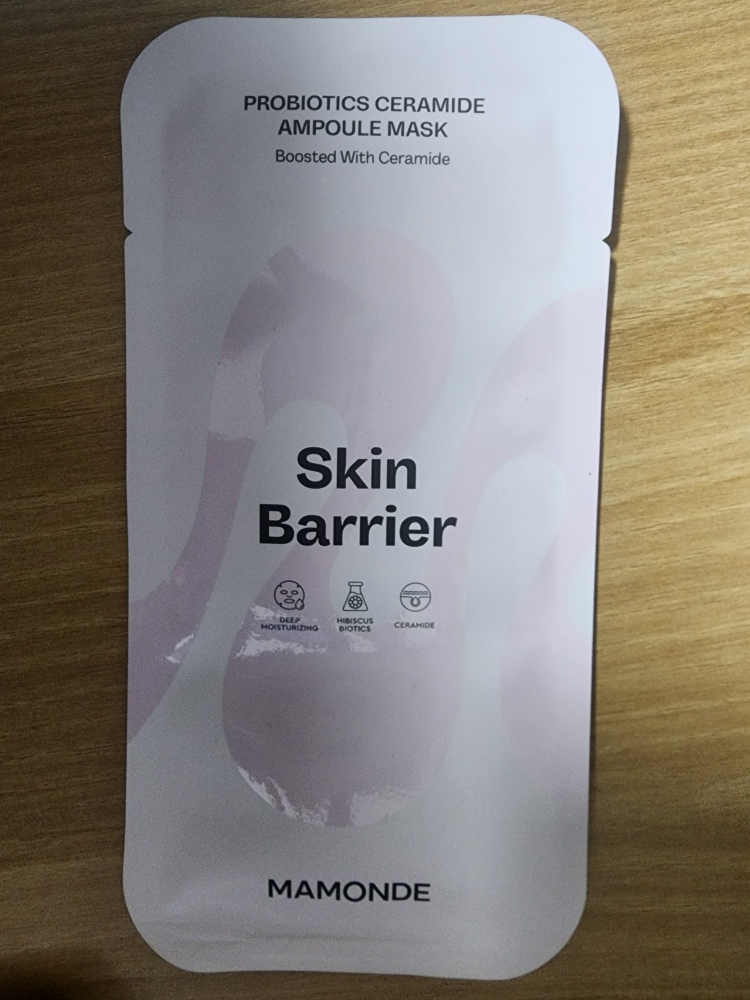 PROBIOTICS CERAMIDE
AMPOULE MASK
Boosted With Ceramide
Skin
Barrier
DEEP
MOISTURIZING
HIBISCUS
BIOTICS
CERAMIDE
MAMONDE